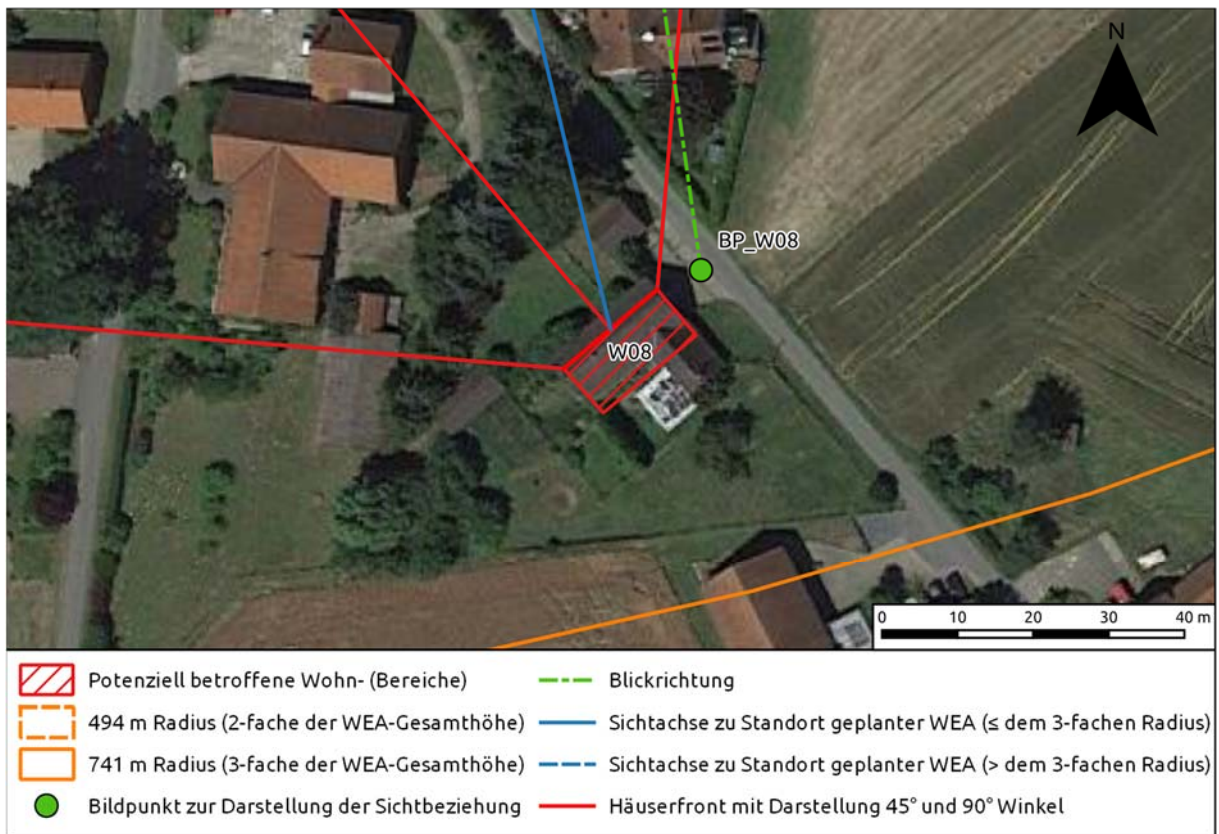 N
BP_W08
W08
0 10 20 30 40 m
Potenziell betroffene Wohn- (Bereiche)
494 m Radius (2-fache der WEA-Gesamthöhe)
741 m Radius (3-fache der WEA-Gesamthöhe)
Bildpunkt zur Darstellung der Sichtbeziehung
Blickrichtung
Sichtachse zu Standort geplanter WEA (≤ dem 3-fachen Radius)
Sichtachse zu Standort geplanter WEA (> dem 3-fachen Radius)
Häuserfront mit Darstellung 45° und 90° Winkel